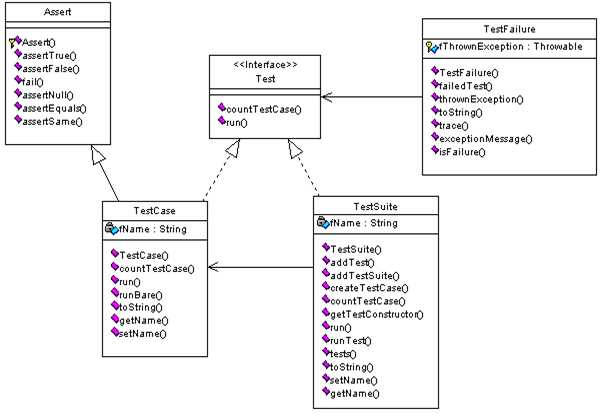 Assert
Assert()
assertTrue()
assertFalse()
fail()
assertNull()
assertEquals()
assertSame()
<<Interface>>
Test
countTestCase()
run()
TestFailure
fThrownException : Throwable
TestFailure()
failedTest()
thrownException()
toString()
trace()
exceptionMessage()
isFailure()
TestCase
fName : String
TestCase()
countTestCase()
run()
runBare()
toString()
getName()
setName()
TestSuite
fName : String
TestSuite()
addTest()
addTestSuite()
createTestCase()
countTestCase()
getTestConstructor()
run()
runTest()
tests()
toString()
setName()
getName()